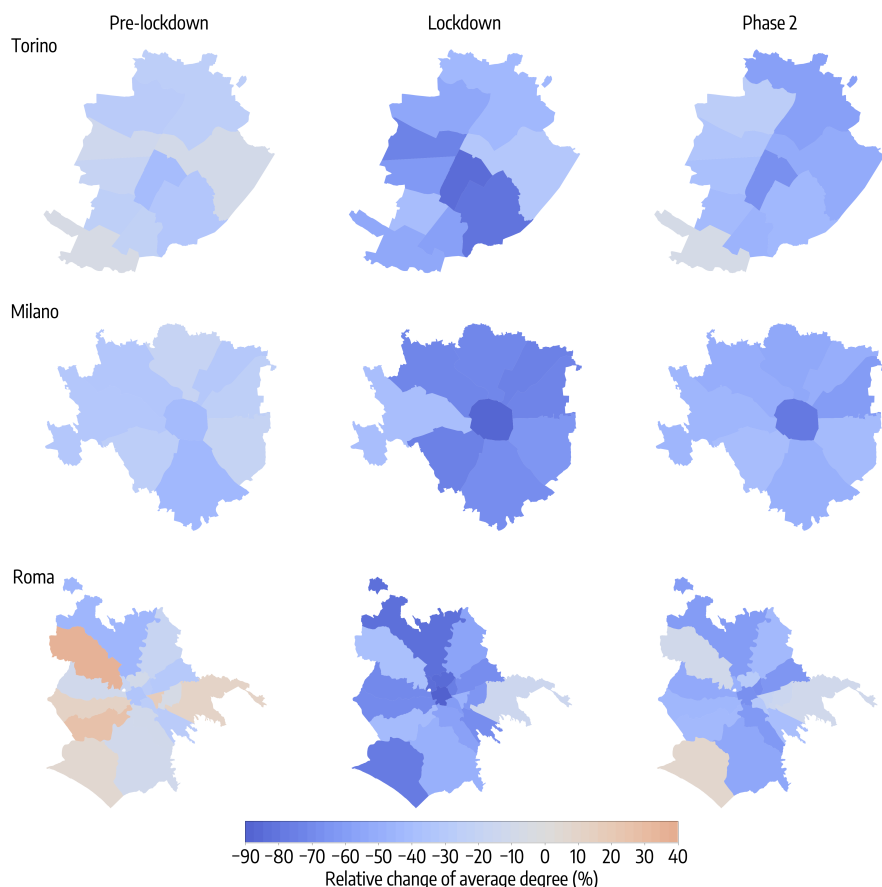 Pre-lockdown Lockdown Phase 2
Torino
Milano
Roma
−90 −80 −70 −60 −50 −40 −30 −20 −10 0 10 20 30 40
Relative change of average degree (%)